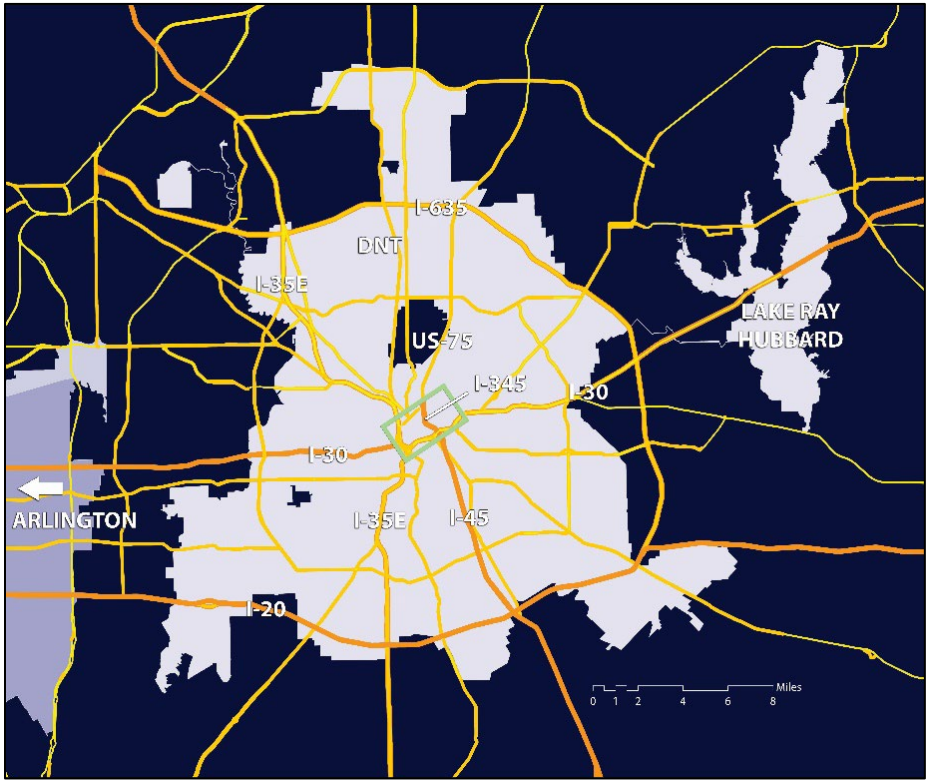 I-635
DNT
I-35E
LAKE RAY
HUBBARD
US-75
I-345
I-30
I-30
ARLINGTON
I-35E
I-45
I-20
Miles
0 1 2 4 6 8